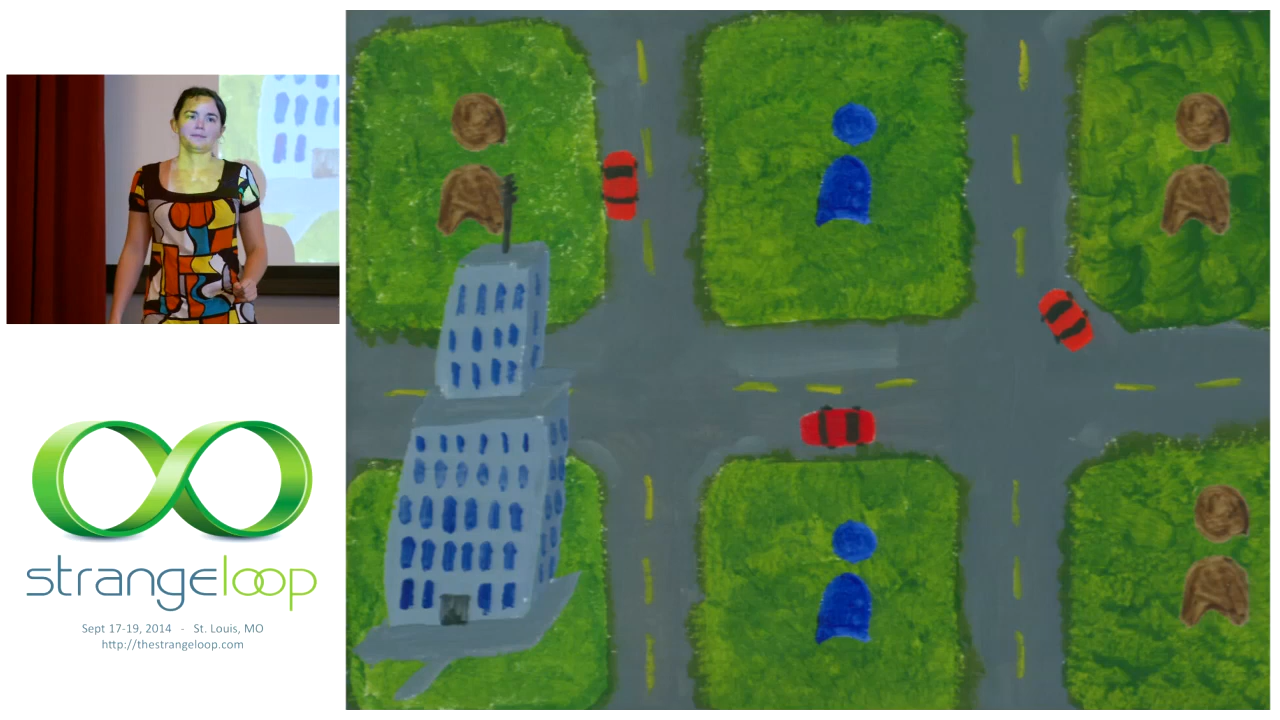 strangeloop
Sept 17-19, 2014 - St. Louis, MO
http://thestrangeloop.com